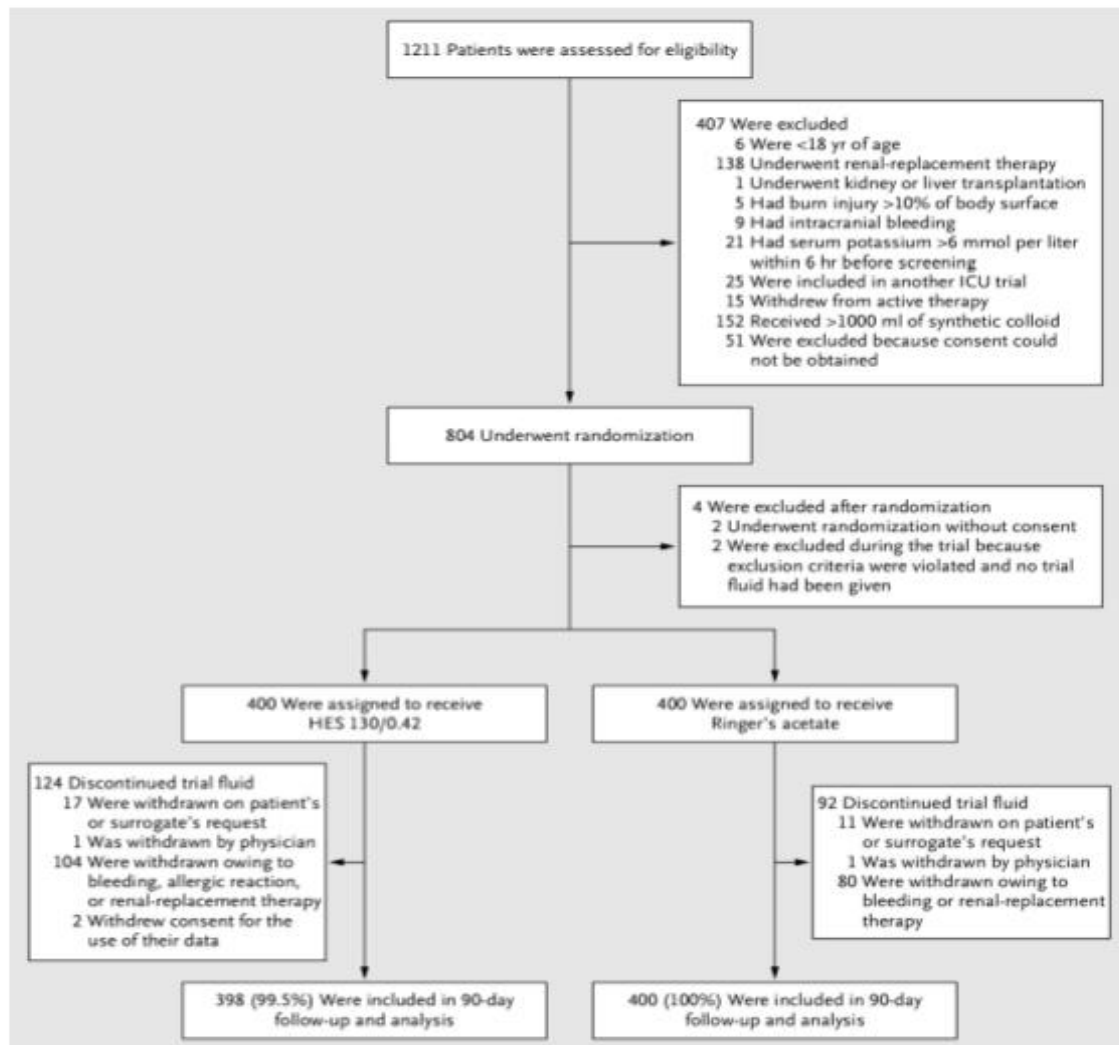 1211 Patients were assessed for eligibility
407 Were excluded
6 Were <18 yr of age
138 Underwent renal-replacement therapy
1 Underwent kidney or liver transplantation
5 Had burn injury >10% of body surface
9 Had intracranial bleeding
21 Had serum potassium >6 mmol per liter
within 6 hr before screening
25 Were included in another ICU trial
15 Withdrew from active therapy
152 Received >1000 ml of synthetic colloid
51 Were excluded because consent could
not be obtained
804 Underwent randomization
4 Were excluded after randomization
2 Underwent randomization without consent
2 Were excluded during the trial because
exclusion criteria were violated and no trial
fluid had been given
400 Were assigned to receive
HES 130/0.42
400 Were assigned to receive
Ringer's acetate
124 Discontinued trial fluid
17 Were withdrawn on patient's
or surrogate's request
1 Was withdrawn by physician
104 Were withdrawn owing to
bleeding, allergic reaction,
or renal-replacement therapy
2 Withdrew consent for the
use of their data
92 Discontinued trial fluid
11 Were withdrawn on patient's
or surrogate's request
1 Was withdrawn by physician
80 Were withdrawn owing to
bleeding or renal-replacement
therapy
398 (99.5%) Were included in 90-day
follow-up and analysis
400 (100%) Were included in 90-day
follow-up and analysis